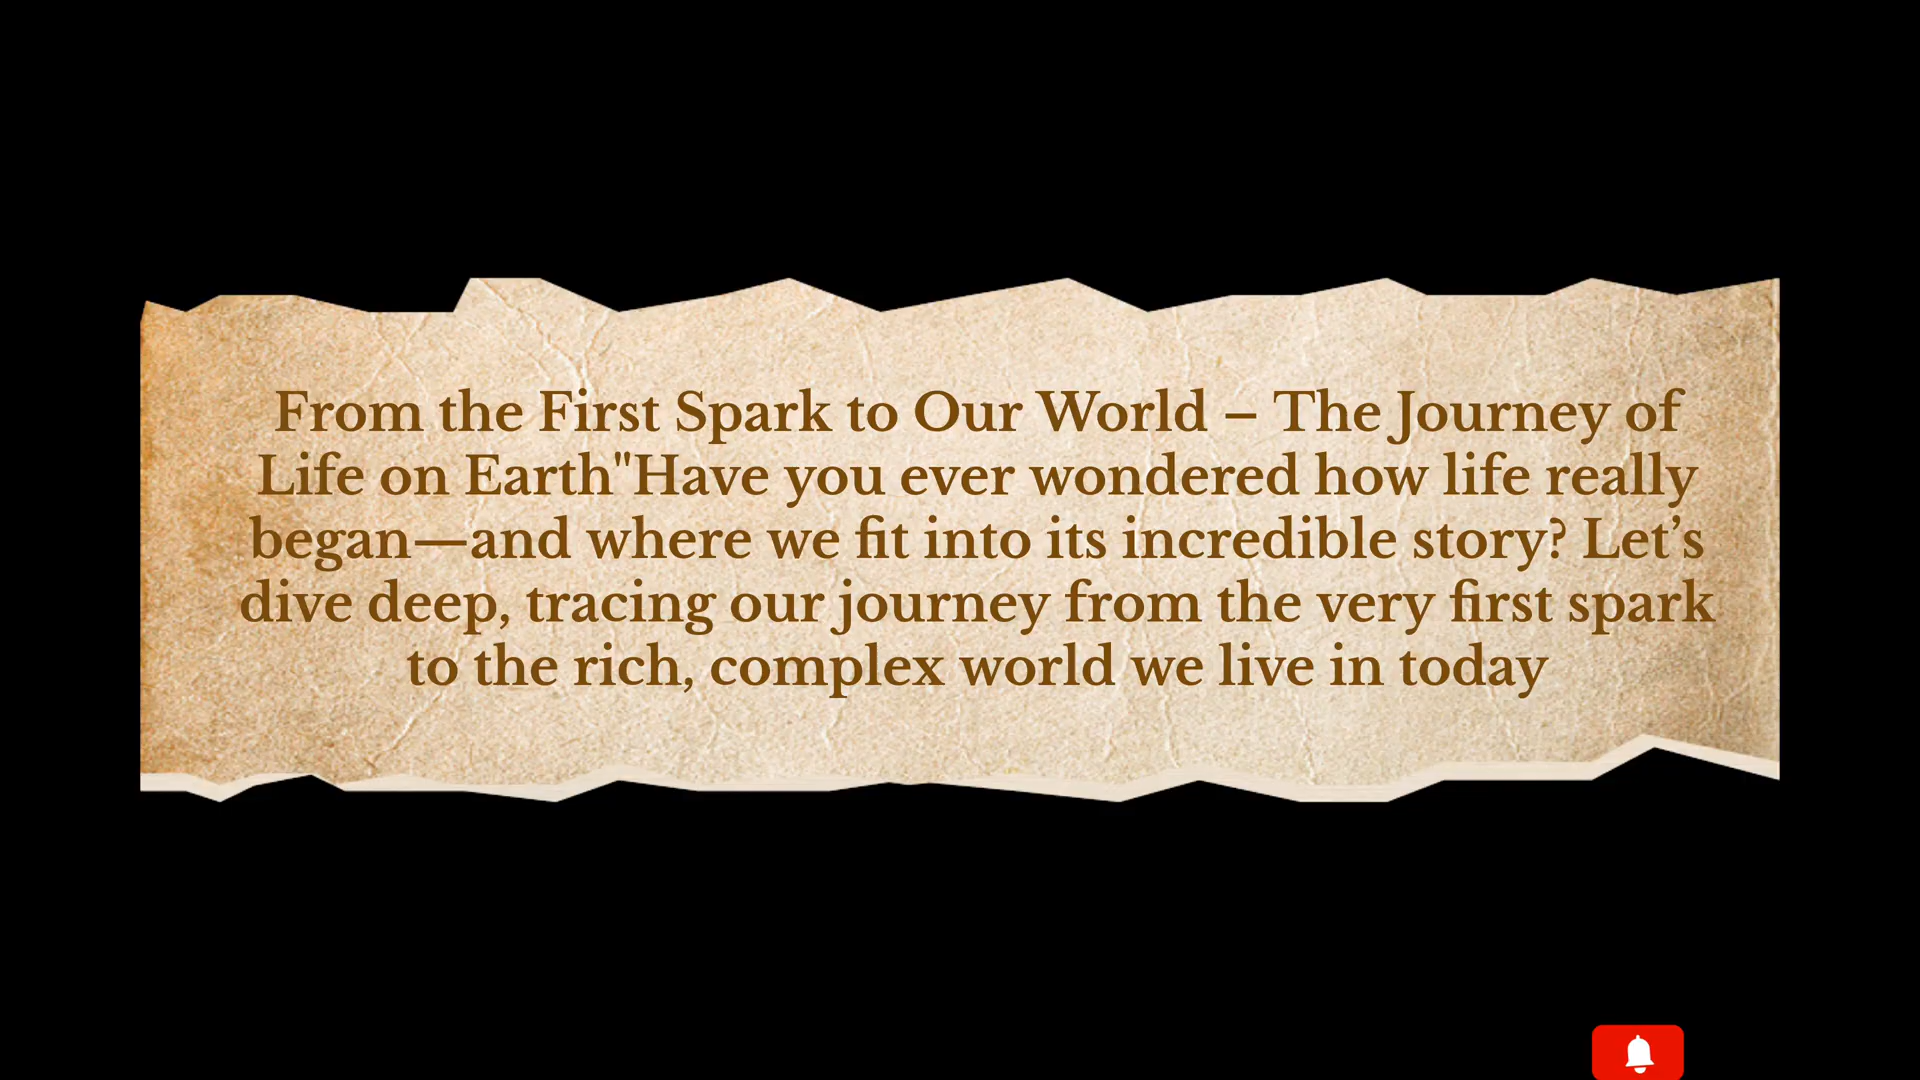 From the First Spark to Our World – The Journey of
Life on Earth"Have you ever wondered how life really
began—and where we fit into its incredible story? Let’s
dive deep, tracing our journey from the very first spark
to the rich, complex world we live in today